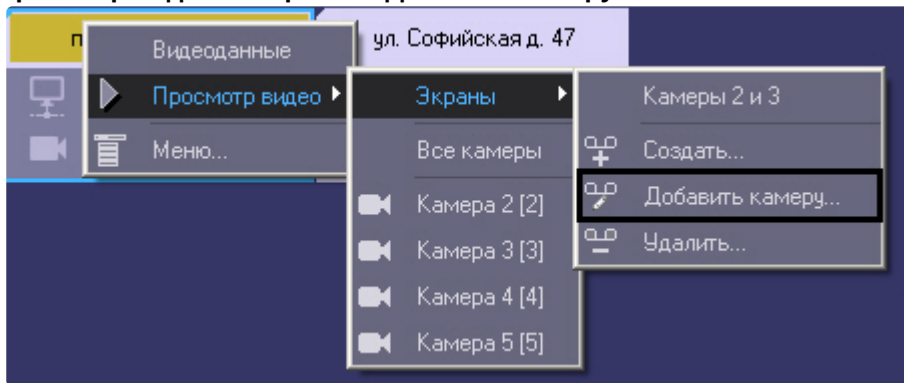 ул. Софийская д. 47
Видеоданные
Просмотр видео
Меню...
Экраны
Все камеры
Камера 2 [2]
Камера 3 [3]
Камера 4 [4]
Камера 5 [5]
Камеры 2 и 3
Создать...
Добавить камеру...
Удалить...